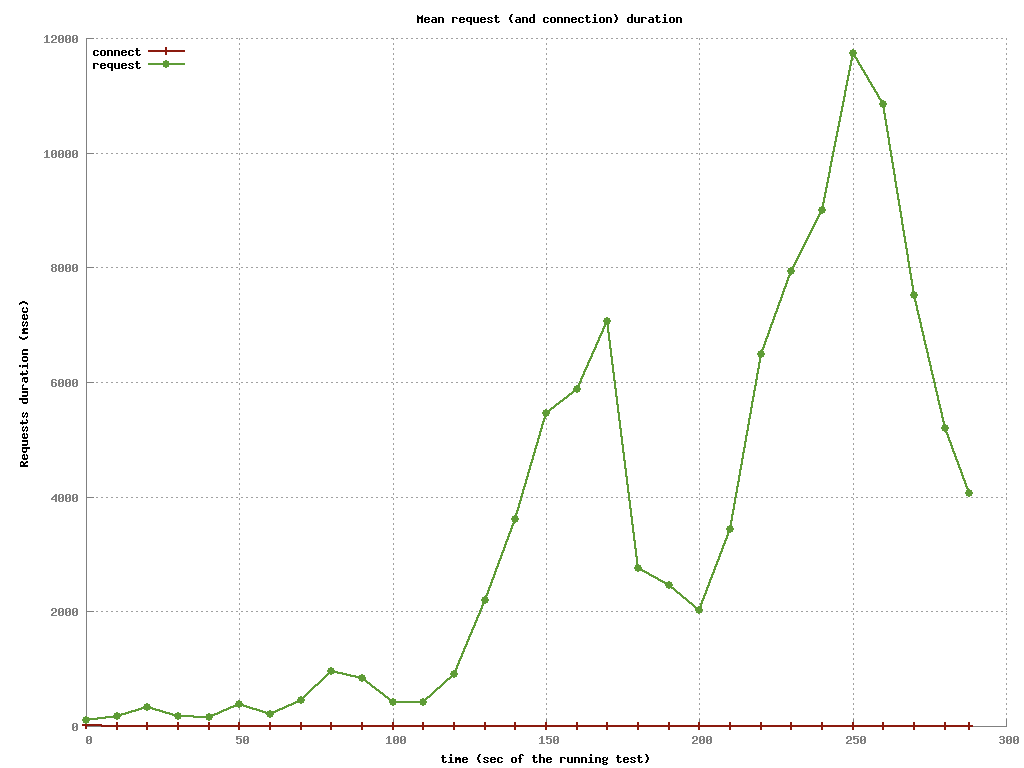 Mean request (and connection) duration
12000
connect
request
10000
8000
6000
4000
2000
0
Requests duration (msec)
0 50 100 150 200 250 300
time (sec of the running test)